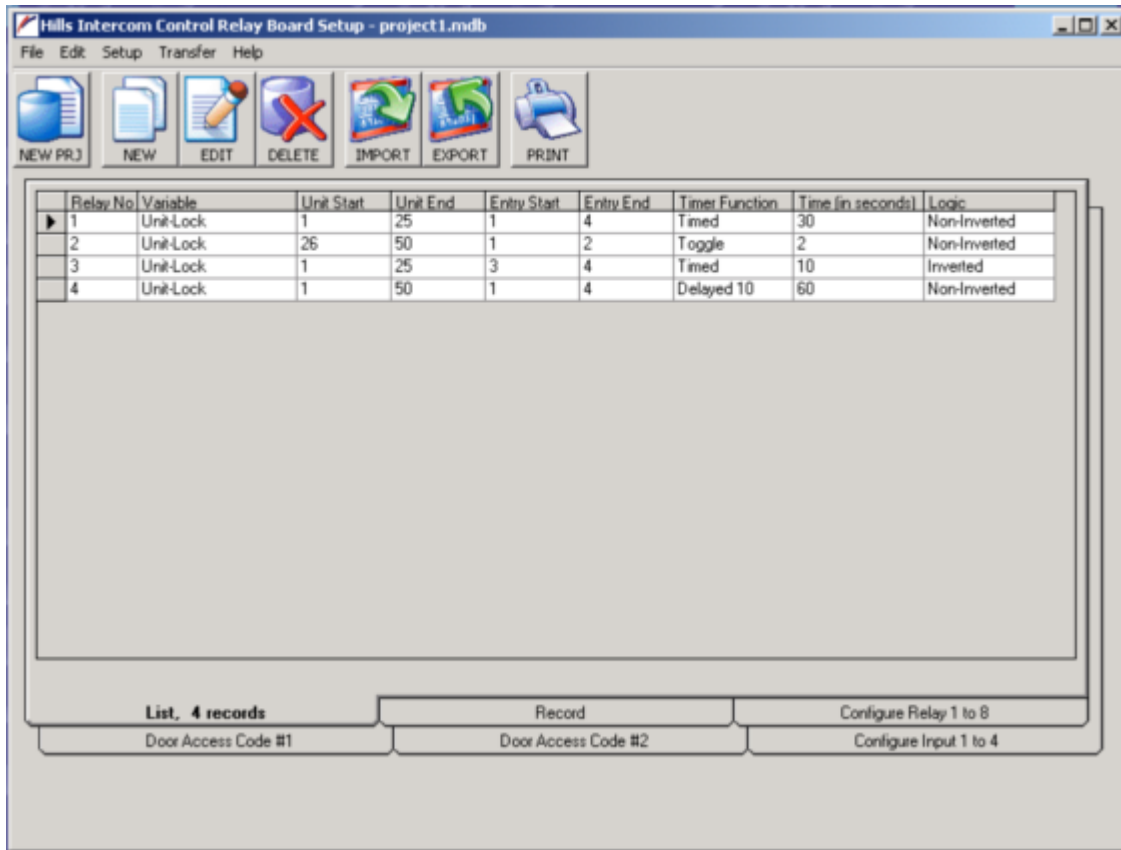 Hills Intercom Control Relay Board Setup - project1.mdb
File Edit Setup Transfer Help
NEW PRJ NEW EDIT DELETE IMPORT EXPORT PRINT
Relay No Variable Unit Start Unit End Entry Start Entry End Timer Function Time (in seconds) Logic
1 Unit-Lock 1 25 1 4 Timed 30 Non-Inverted
2 Unit-Lock 26 50 1 2 Toggle 2 Non-Inverted
3 Unit-Lock 1 25 3 4 Timed 10 Inverted
4 Unit-Lock 1 50 1 4 Delayed 10 60 Non-Inverted
List, 4 records Record Configure Relay 1 to 8
Door Access Code #1 Door Access Code #2 Configure Input 1 to 4